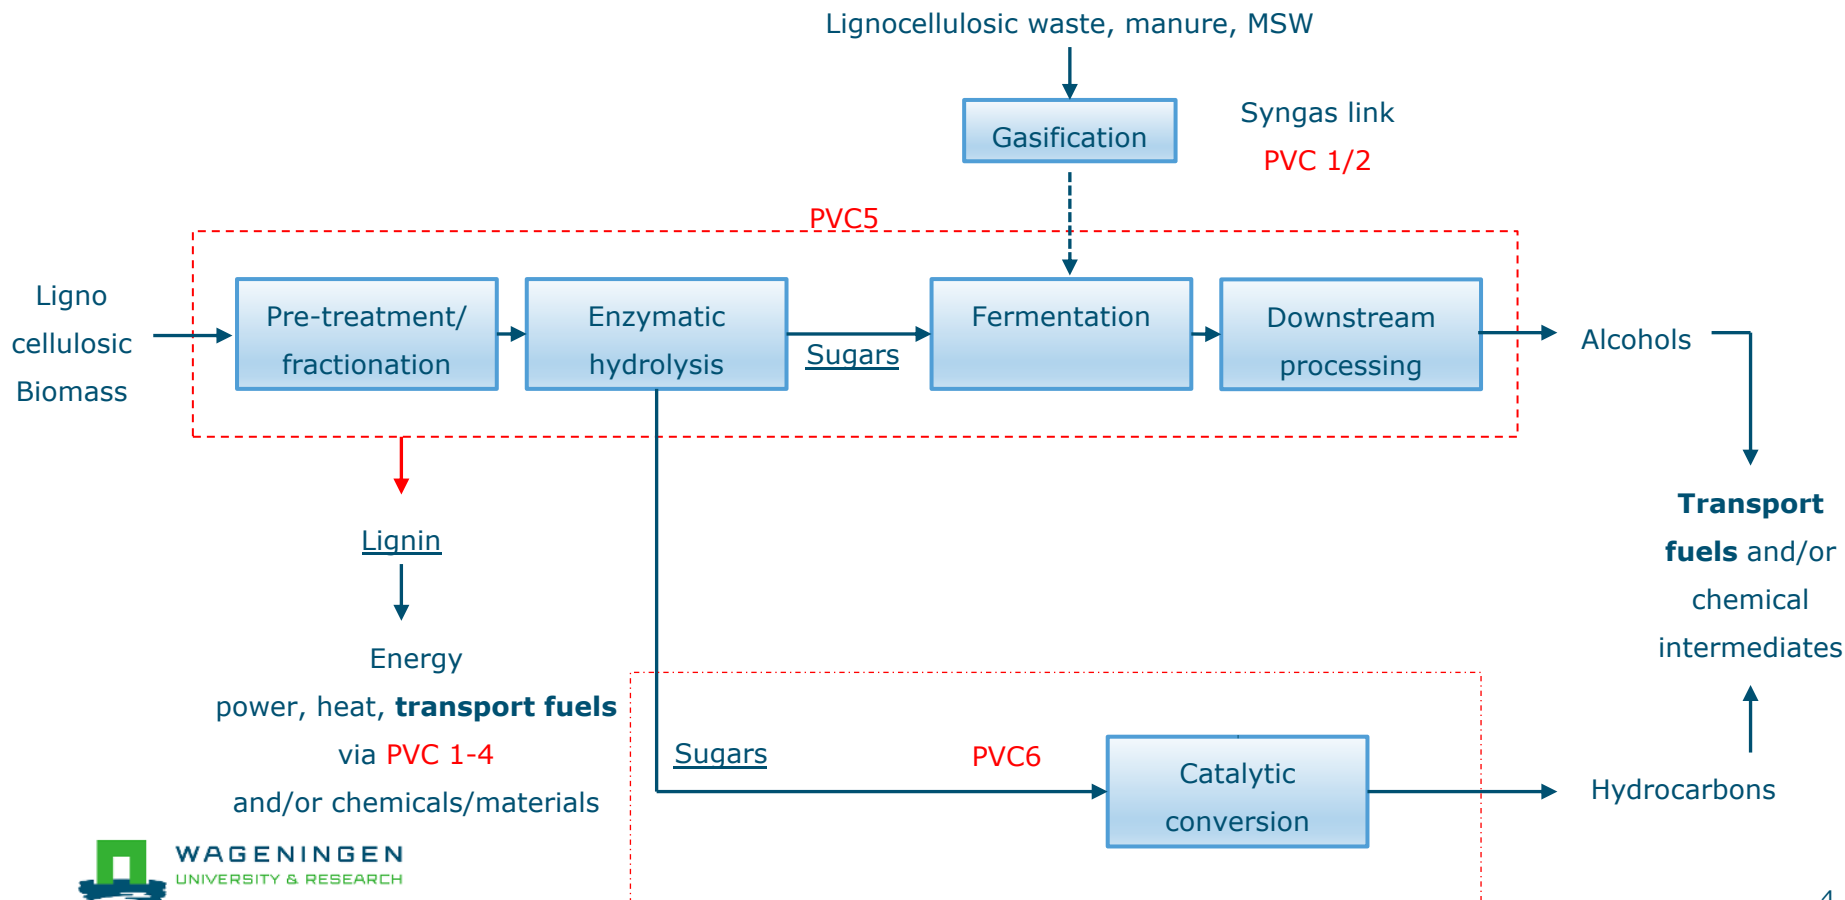 Lignocellulosic waste, manure, MSW
Gasification
Syngas link
PVC 1/2
PVC5
Ligno
cellulosic
Biomass
Pre-treatment/
fractionation
Enzymatic
hydrolysis
Sugars
Fermentation
Downstream
processing
Alcohols
Transport
fuels and/or
chemical
intermediates
Lignin
Energy
power, heat, transport fuels
via PVC 1-4
and/or chemicals/materials
Sugars
PVC6
Catalytic
conversion
Hydrocarbons
WAGENINGEN
UNIVERSITY & RESEARCH
4